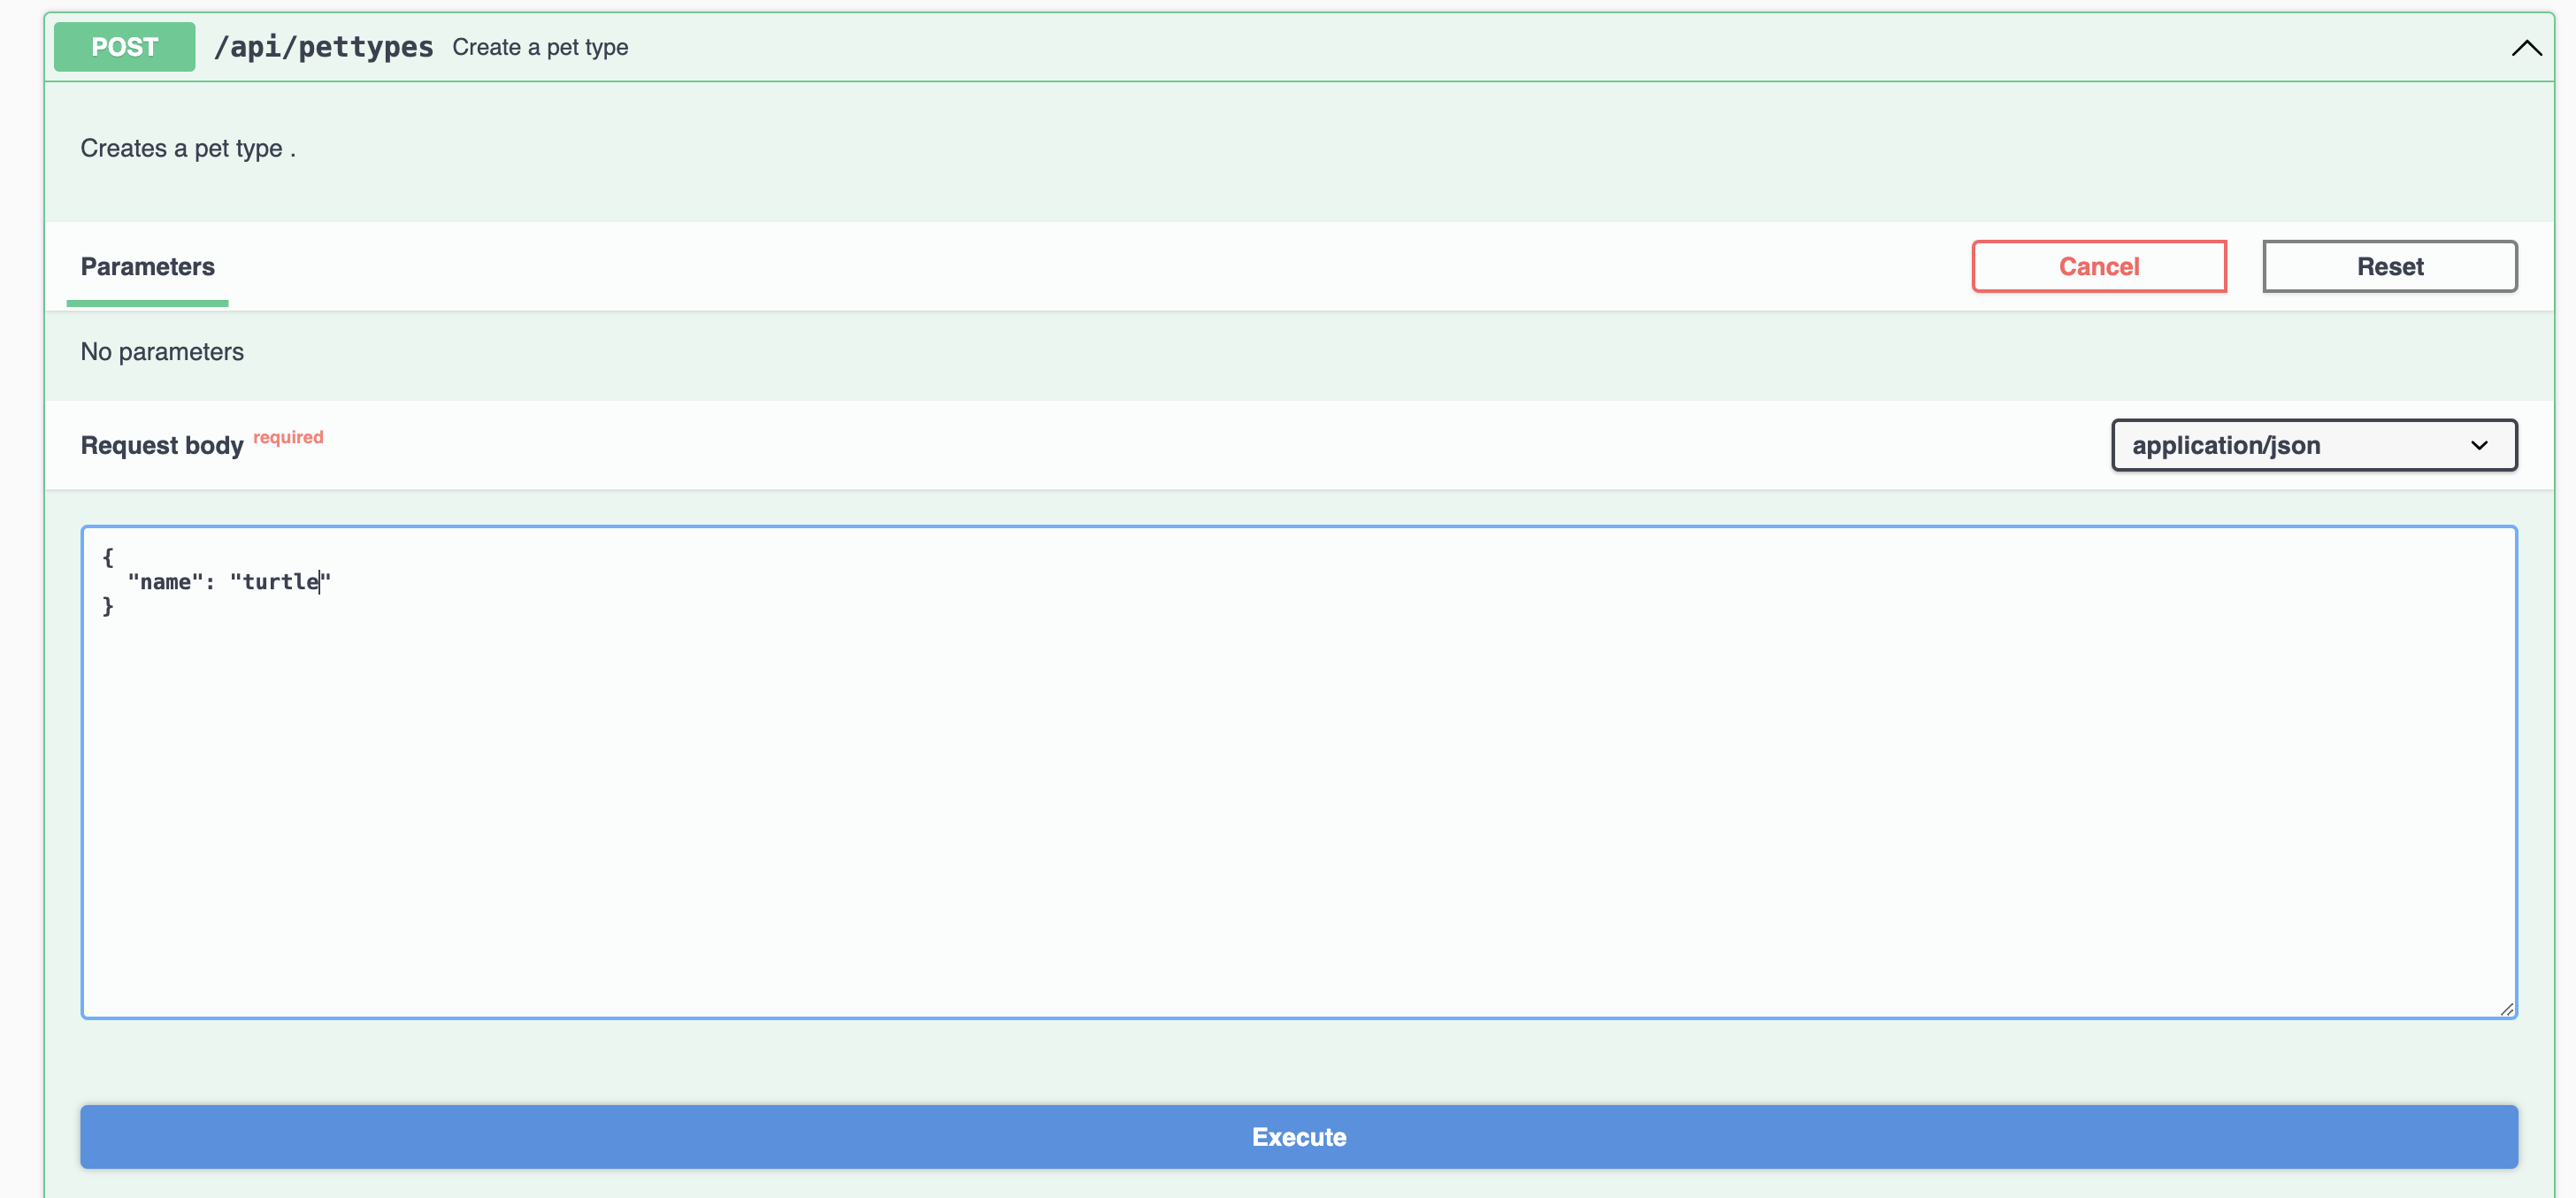 POST /api/pettypes Create a pet type
Creates a pet type .
Parameters Cancel Reset
No parameters
Request body required application/json
{
  "name": "turtle"
}
Execute